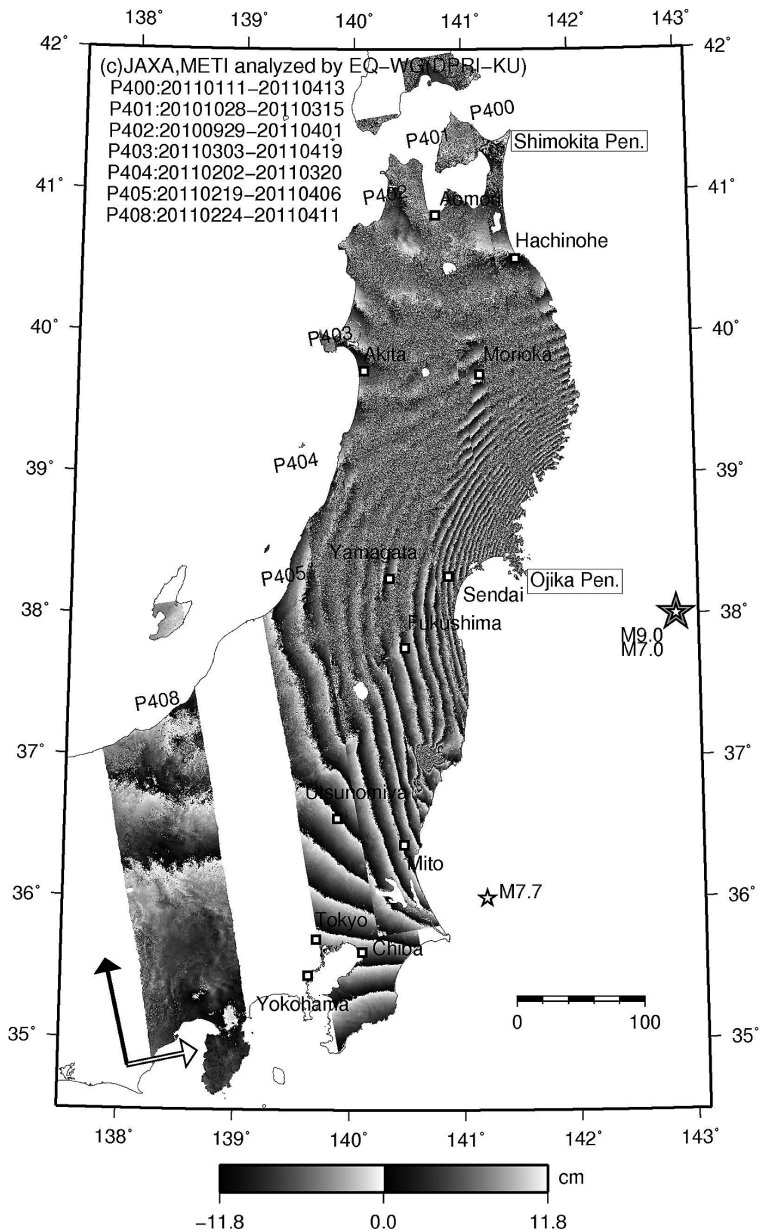 138˚ 139˚ 140˚ 141˚ 142˚ 143˚
42˚ 42˚
(c)JAXA,METI analyzed by EQ−WG(DPRI−KU)
P400:20110111−20110413
P401:20101028−20110315
P402:20100929−20110401
P403:20110303−20110419
P404:20110202−20110320
P405:20110219−20110406
P408:20110224−20110411
P400
P401
Shimokita Pen.
41˚ 41˚
P402
Aomori
Hachinohe
40˚ 40˚
P403
Akita
Morioka
39˚ 39˚
P404
Yamagata
P405
Ojika Pen.
Sendai
38˚ 38˚
Fukushima
M9.0
M7.0
P408
37˚ 37˚
Utsunomiya
Mito
36˚ 36˚
M7.7
Tokyo
Chiba
Yokohama
0 100
35˚ 35˚
138˚ 139˚ 140˚ 141˚ 142˚ 143˚
cm
−11.8 0.0 11.8